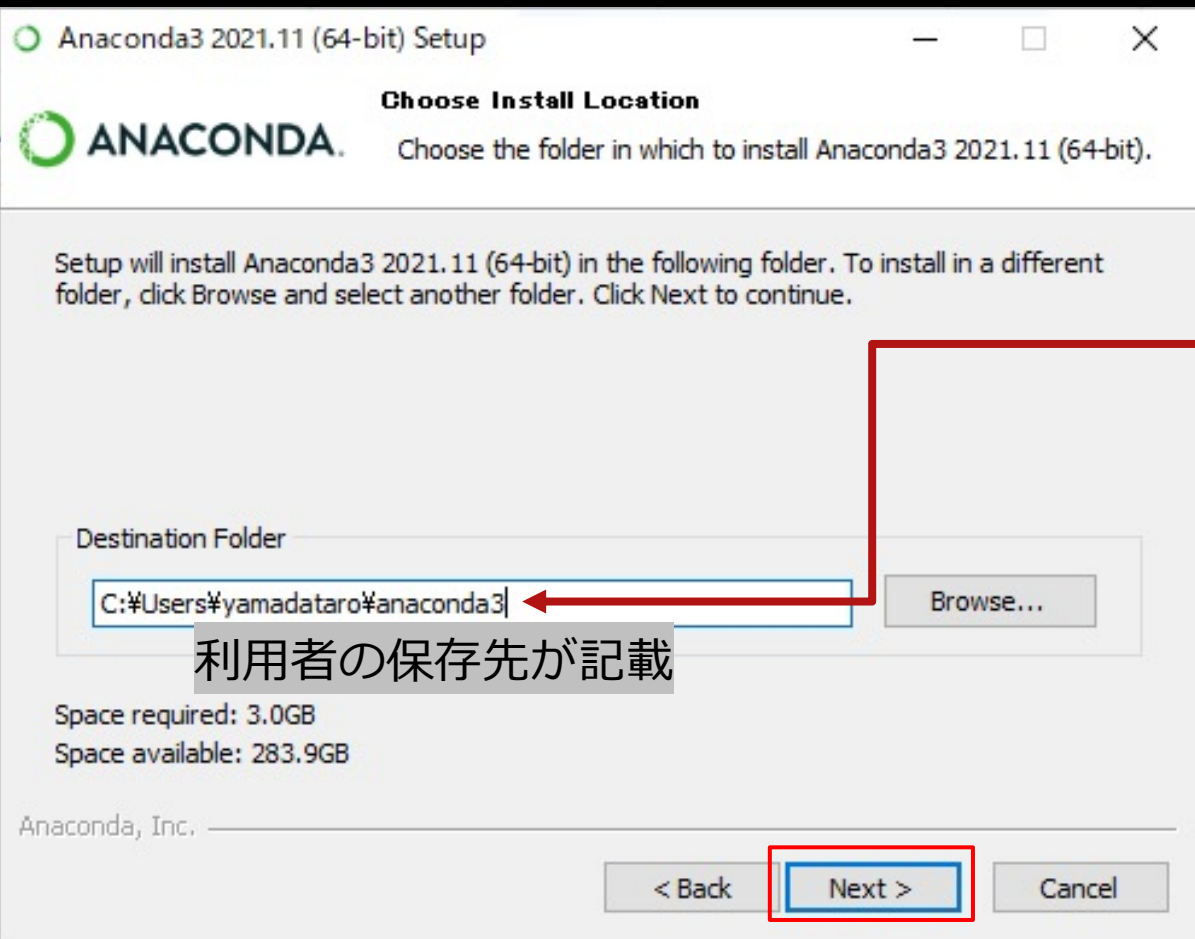 Anaconda3 2021.11 (64-bit) Setup
Choose Install Location
ANACONDA.
Choose the folder in which to install Anaconda3 2021.11 (64-bit).
Setup will install Anaconda3 2021.11 (64-bit) in the following folder. To install in a different
folder, click Browse and select another folder. Click Next to continue.
Destination Folder
C:¥Users¥yamadataro¥anaconda3
Browse...
利用者の保存先が記載
Space required: 3.0GB
Space available: 283.9GB
Anaconda, Inc.
< Back
Next >
Cancel